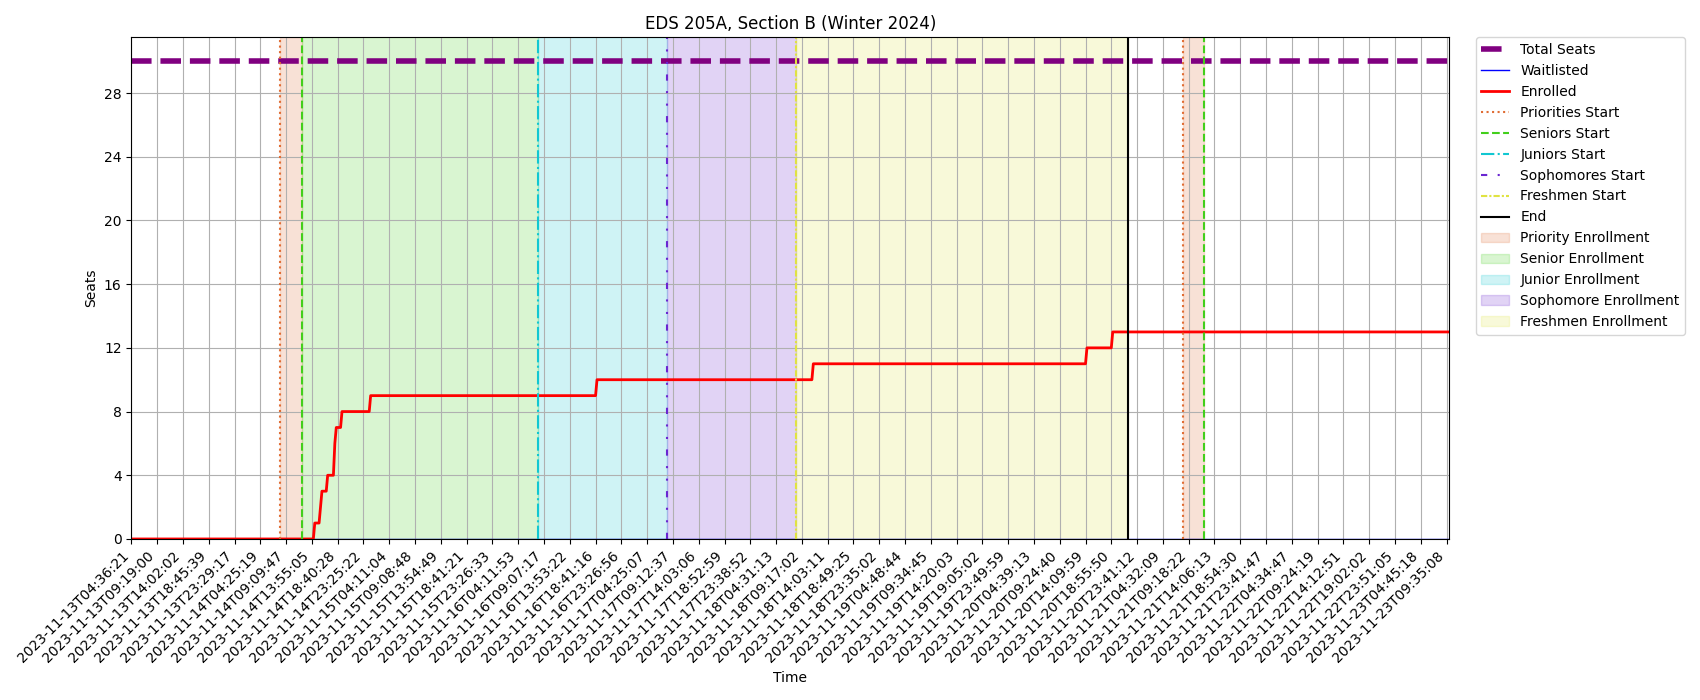 EDS 205A, Section B (Winter 2024)
Seats
28
24
20
16
12
8
4
0
2023-11-13T04:36:21
2023-11-13T09:19:00
2023-11-13T14:02:02
2023-11-13T18:45:39
2023-11-13T23:29:17
2023-11-14T04:25:19
2023-11-14T09:09:47
2023-11-14T13:55:05
2023-11-14T18:40:28
2023-11-14T23:25:22
2023-11-15T04:11:04
2023-11-15T09:08:48
2023-11-15T13:54:49
2023-11-15T18:41:21
2023-11-15T23:26:33
2023-11-16T04:11:53
2023-11-16T09:07:17
2023-11-16T13:53:22
2023-11-16T18:41:16
2023-11-16T23:26:56
2023-11-17T04:25:07
2023-11-17T09:12:37
2023-11-17T14:03:06
2023-11-17T18:52:59
2023-11-17T23:38:52
2023-11-18T04:31:13
2023-11-18T09:17:02
2023-11-18T14:03:11
2023-11-18T18:49:25
2023-11-18T23:35:02
2023-11-19T04:48:44
2023-11-19T09:34:45
2023-11-19T14:20:03
2023-11-19T19:05:02
2023-11-19T23:49:59
2023-11-20T04:39:13
2023-11-20T09:24:40
2023-11-20T14:09:59
2023-11-20T18:55:50
2023-11-20T23:41:12
2023-11-21T04:32:09
2023-11-21T09:18:22
2023-11-21T14:06:13
2023-11-21T18:54:30
2023-11-21T23:41:47
2023-11-22T04:34:47
2023-11-22T09:24:19
2023-11-22T14:12:51
2023-11-22T19:02:02
2023-11-22T23:51:05
2023-11-23T04:45:18
2023-11-23T09:35:08
Time
Total Seats
Waitlisted
Enrolled
Priorities Start
Seniors Start
Juniors Start
Sophomores Start
Freshmen Start
End
Priority Enrollment
Senior Enrollment
Junior Enrollment
Sophomore Enrollment
Freshmen Enrollment